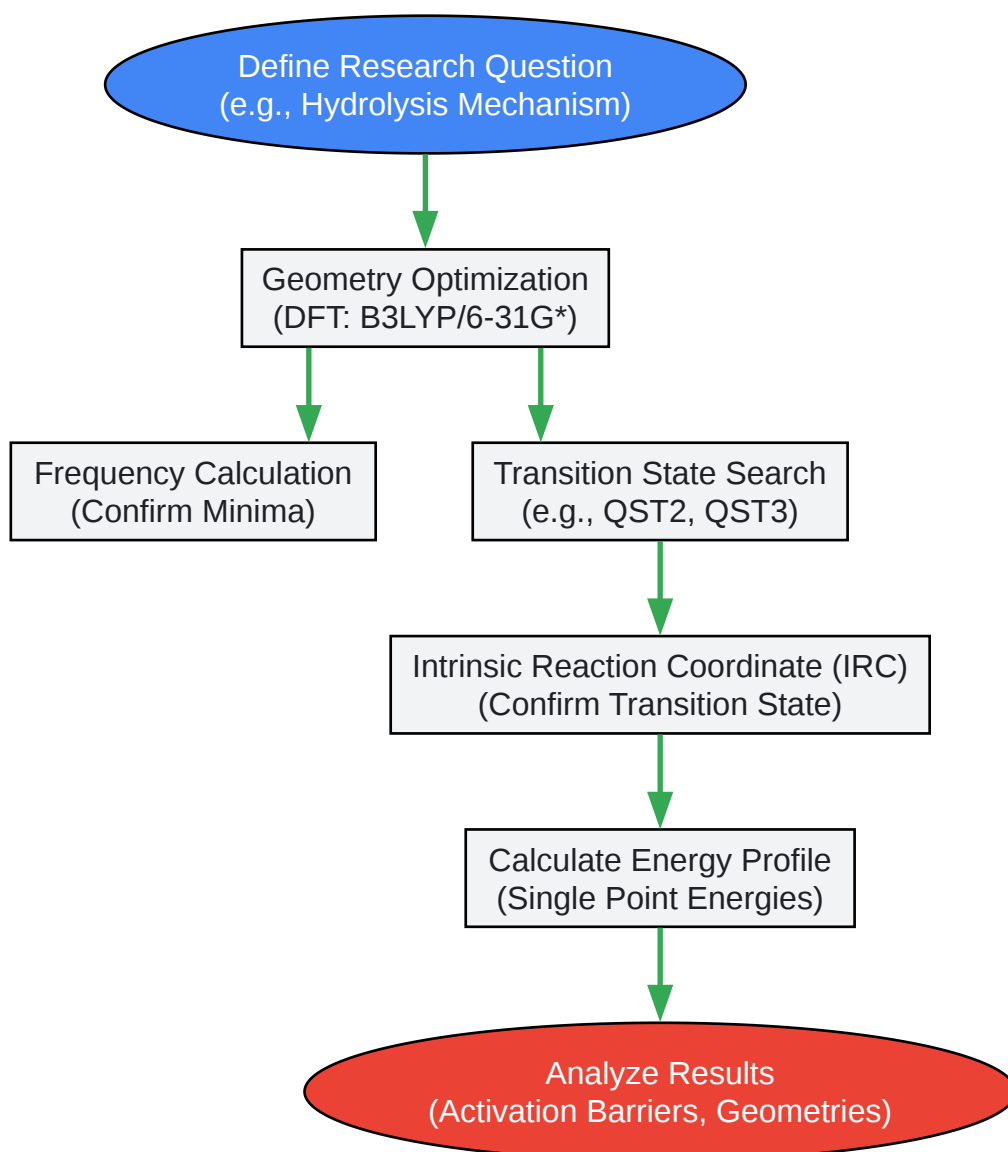 Define Research Question
(e.g., Hydrolysis Mechanism)
Geometry Optimization
(DFT: B3LYP/6-31G*)
Frequency Calculation
(Confirm Minima)
Transition State Search
(e.g., QST2, QST3)
Intrinsic Reaction Coordinate (IRC)
(Confirm Transition State)
Calculate Energy Profile
(Single Point Energies)
Analyze Results
(Activation Barriers, Geometries)